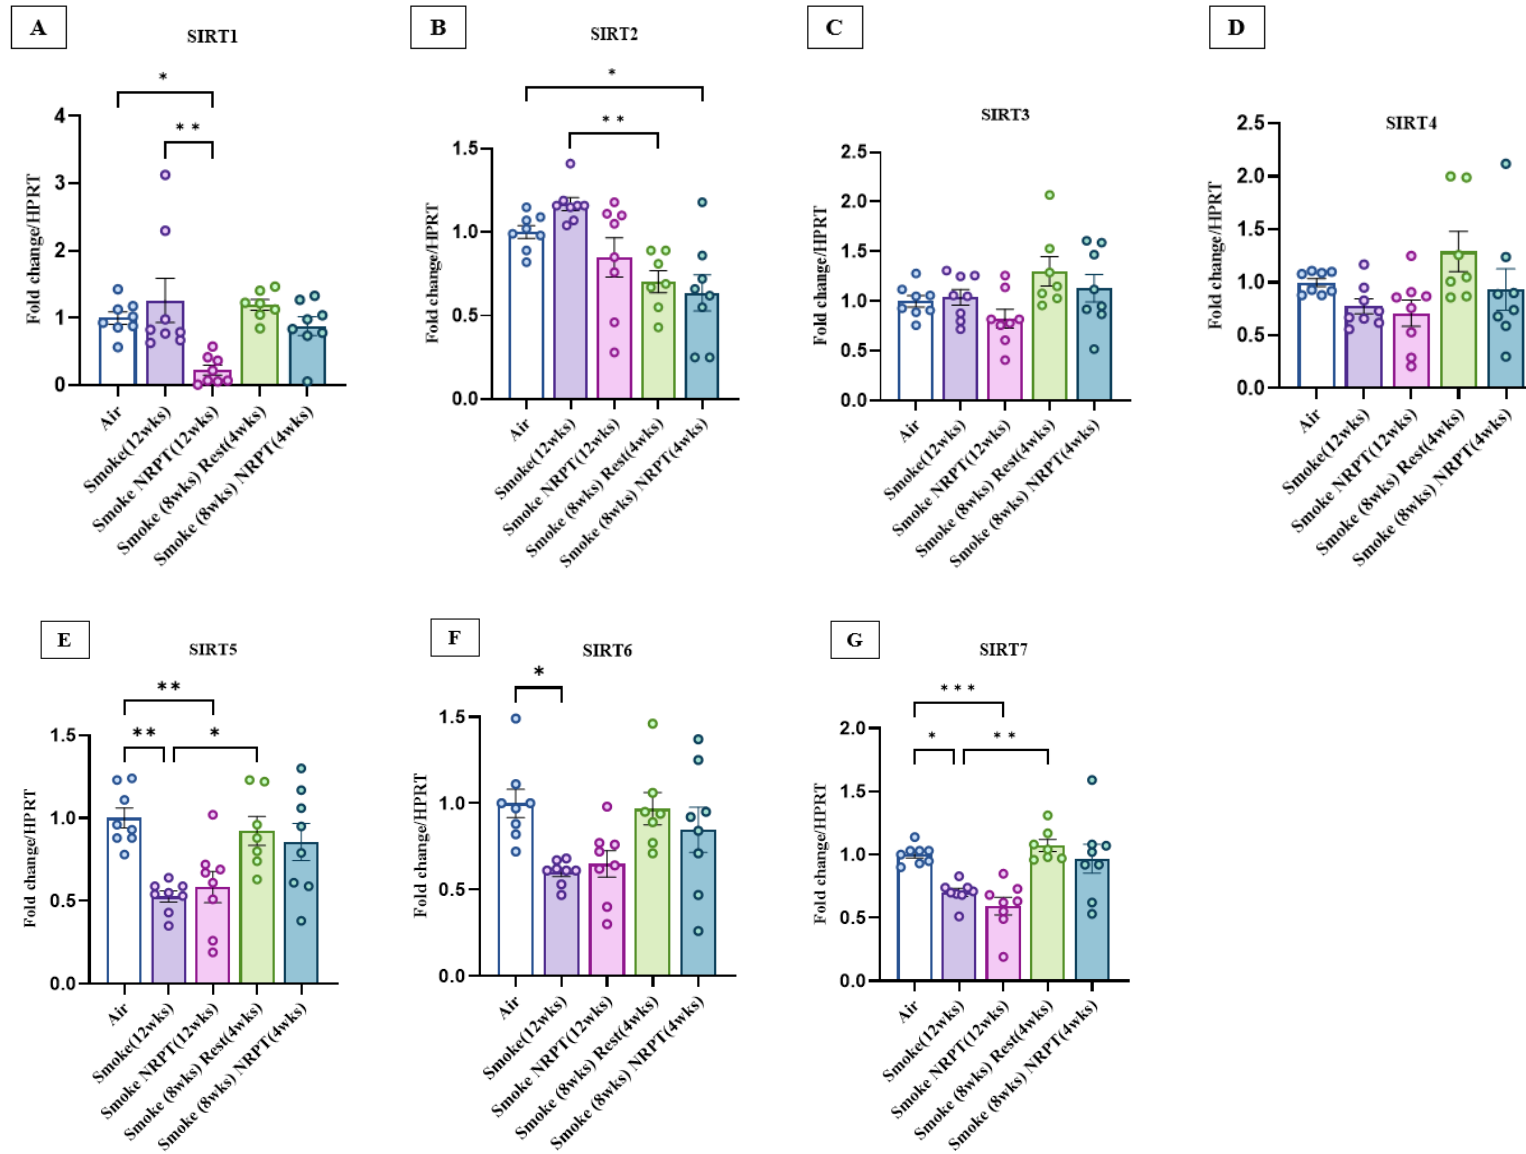 A
SIRT1
*
* *
Fold change/HPRT
4
3
2
1
0
Air
Smoke(12wks)
Smoke NRPT(12wks)
Smoke (8wks) Rest(4wks)
Smoke (8wks) NRPT(4wks)
B
SIRT2
*
* *
Fold change/HPRT
1.5
1.0
0.5
0.0
Air
Smoke(12wks)
Smoke NRPT(12wks)
Smoke (8wks) Rest(4wks)
Smoke (8wks) NRPT(4wks)
C
SIRT3
Fold change/HPRT
2.5
2.0
1.5
1.0
0.5
0.0
Air
Smoke(12wks)
Smoke NRPT(12wks)
Smoke (8wks) Rest(4wks)
Smoke (8wks) NRPT(4wks)
D
SIRT4
Fold change/HPRT
2.5
2.0
1.5
1.0
0.5
0.0
Air
Smoke(12wks)
Smoke NRPT(12wks)
Smoke (8wks) Rest(4wks)
Smoke (8wks) NRPT(4wks)
E
SIRT5
**
**
*
Fold change/HPRT
1.5
1.0
0.5
0.0
Air
Smoke(12wks)
Smoke NRPT(12wks)
Smoke (8wks) Rest(4wks)
Smoke (8wks) NRPT(4wks)
F
SIRT6
*
Fold change/HPRT
1.5
1.0
0.5
0.0
Air
Smoke(12wks)
Smoke NRPT(12wks)
Smoke (8wks) Rest(4wks)
Smoke (8wks) NRPT(4wks)
G
SIRT7
* * *
*
* *
Fold change/HPRT
2.0
1.5
1.0
0.5
0.0
Air
Smoke(12wks)
Smoke NRPT(12wks)
Smoke (8wks) Rest(4wks)
Smoke (8wks) NRPT(4wks)